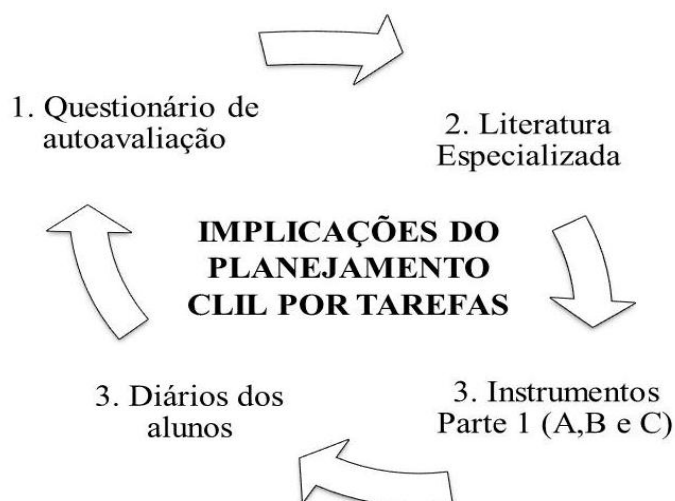 1. Questionário de
autoavaliação
2. Literatura
Especializada
IMPLICAÇÕES DO
PLANEJAMENTO
CLIL POR TAREFAS
3. Diários dos
alunos
3. Instrumentos
Parte 1 (A,B e C)